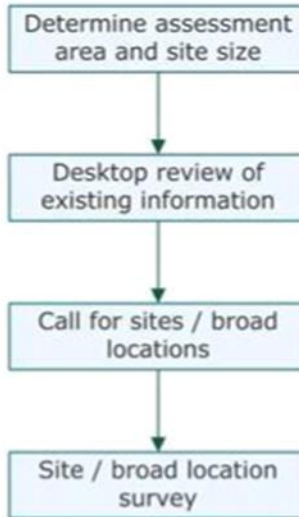 Determine assessment
area and site size
Desktop review of
existing information
Call for sites / broad
locations
Site / broad location
survey